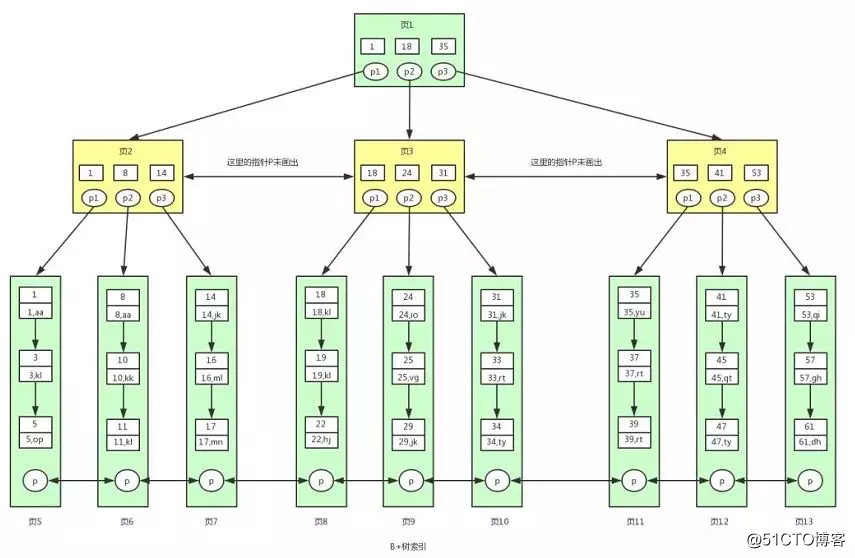 页1
1 18 35
p1 p2 p3
页2 页3 页4
这里的指针P未画出 这里的指针P未画出
1 8 14 18 24 31 35 41 53
p1 p2 p3 p1 p2 p3 p1 p2 p3
1 8 14 18 24 31 35 41 53
1,aa 8,aa 14,jk 18,kl 24,io 31,jk 35,yu 41,ty 53,qi
3 10 16 19 25 33 37 45 57
3,kl 10,kk 16,ml 19,kl 25,vg 33,rt 37,rt 45,qt 57,gh
5 11 17 22 29 34 39 47 61
5,op 11,kl 17,mn 22,hj 29,jk 34,ty 39,rt 47,ty 61,dh
p p p p p p p p p
页5 页6 页7 页8 页9 页10 页11 页12 页13
B+树索引
@51CTO博客